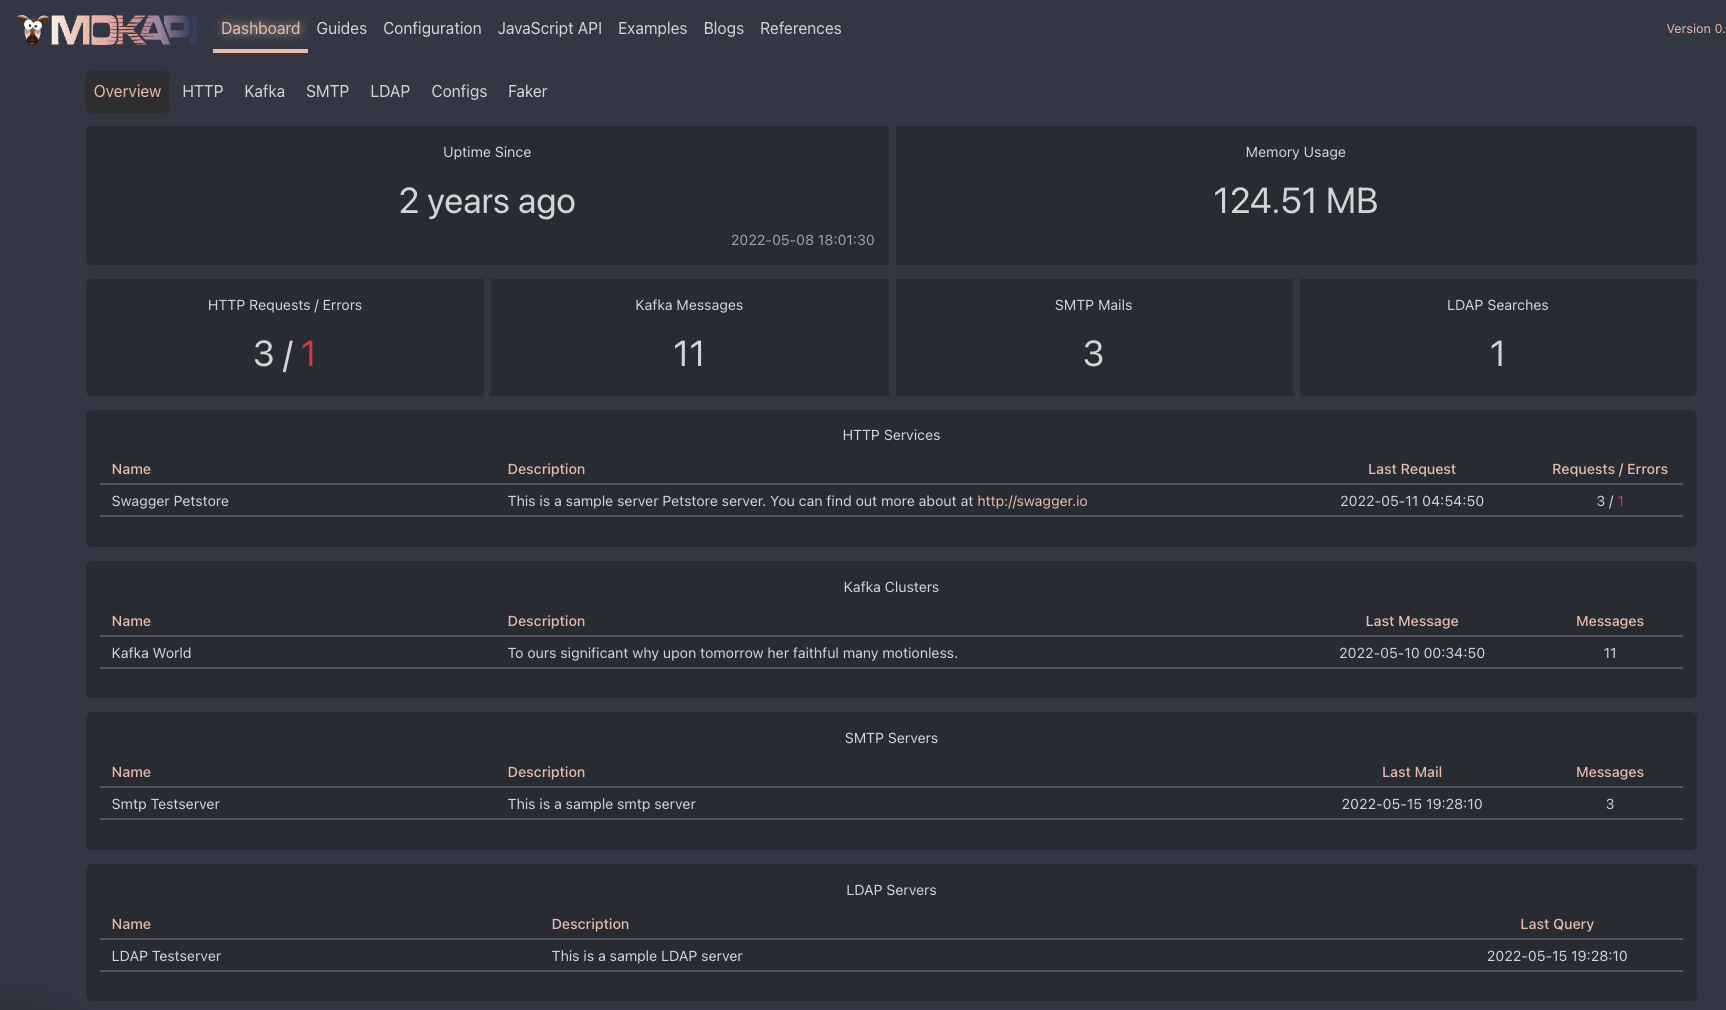 MOKAPI Dashboard Guides Configuration JavaScript API Examples Blogs References Version 0.
Overview HTTP Kafka SMTP LDAP Configs Faker
Uptime Since Memory Usage
2 years ago 124.51 MB
2022-05-08 18:01:30
HTTP Requests / Errors Kafka Messages SMTP Mails LDAP Searches
3 / 1 11 3 1
HTTP Services
Name Description Last Request Requests / Errors
Swagger Petstore This is a sample server Petstore server. You can find out more about at http://swagger.io 2022-05-11 04:54:50 3 / 1
Kafka Clusters
Name Description Last Message Messages
Kafka World To ours significant why upon tomorrow her faithful many motionless. 2022-05-10 00:34:50 11
SMTP Servers
Name Description Last Mail Messages
Smtp Testserver This is a sample smtp server 2022-05-15 19:28:10 3
LDAP Servers
Name Description Last Query
LDAP Testserver This is a sample LDAP server 2022-05-15 19:28:10